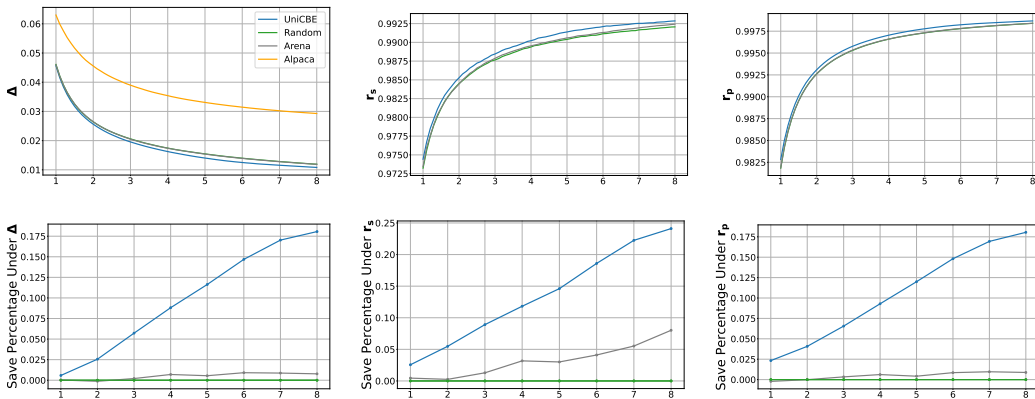 0.06
0.05
0.04
0.03
0.02
0.01
Δ
1 2 3 4 5 6 7 8
UniCBE
Random
Arena
Alpaca
0.9925
0.9900
0.9875
0.9850
0.9825
0.9800
0.9775
0.9750
0.9725
r_s
1 2 3 4 5 6 7 8
0.9975
0.9950
0.9925
0.9900
0.9875
0.9850
0.9825
r_p
1 2 3 4 5 6 7 8
0.175
0.150
0.125
0.100
0.075
0.050
0.025
0.000
Save Percentage Under Δ
1 2 3 4 5 6 7 8
0.25
0.20
0.15
0.10
0.05
0.00
Save Percentage Under r_s
1 2 3 4 5 6 7 8
0.175
0.150
0.125
0.100
0.075
0.050
0.025
0.000
Save Percentage Under r_p
1 2 3 4 5 6 7 8